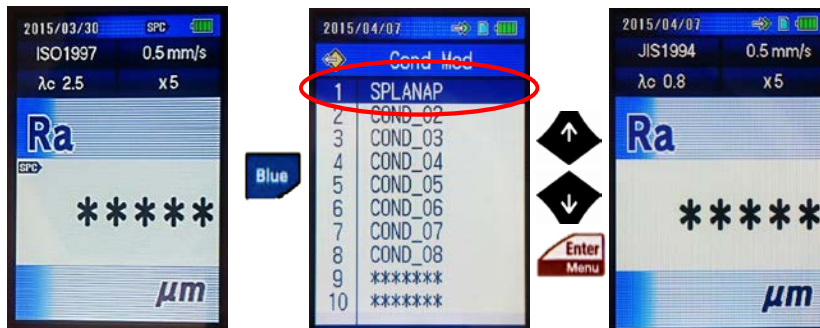 2015/03/30 SPC
ISO1997 0.5 mm/s
λc 2.5 x5
Ra
SPC
*****
μm
Blue
2015/04/07
Cond Mod
1 SPLANAP
2 COND_02
3 COND_03
4 COND_04
5 COND_05
6 COND_06
7 COND_07
8 COND_08
9 *******
10 *******
Enter
Menu
2015/04/07
JIS1994 0.5 mm/s
λc 0.8 x5
Ra
*****
μm